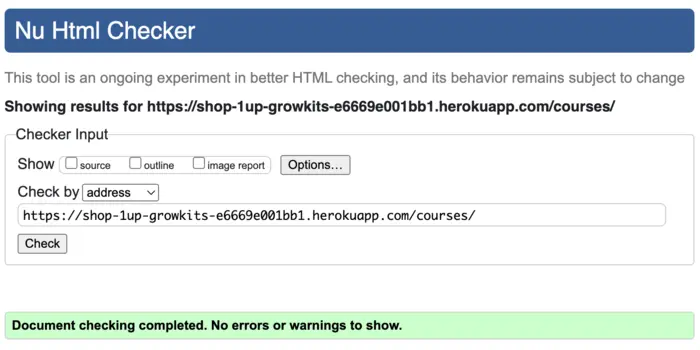 Nu Html Checker
This tool is an ongoing experiment in better HTML checking, and its behavior remains subject to change
Showing results for https://shop-1up-growkits-e6669e001bb1.herokuapp.com/courses/
Checker Input
Show source outline image report Options...
Check by address
https://shop-1up-growkits-e6669e001bb1.herokuapp.com/courses/
Check
Document checking completed. No errors or warnings to show.